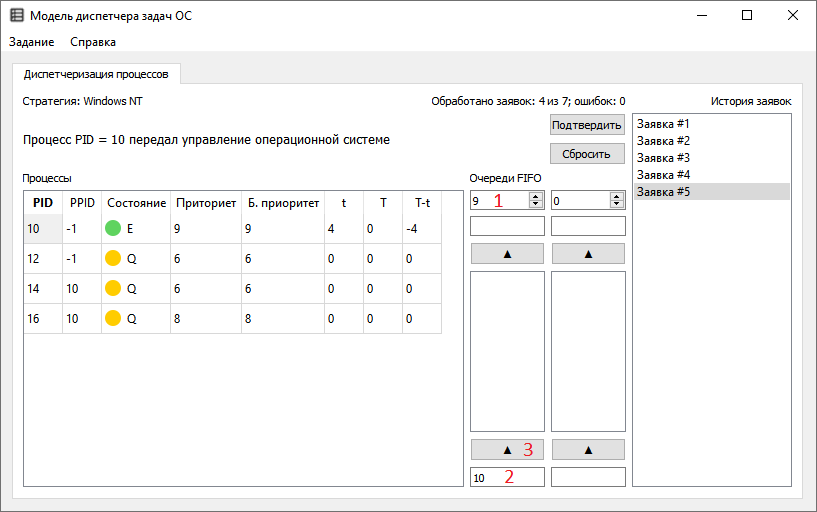 Модель диспетчера задач ОС
Задание Справка
Диспетчеризация процессов
Стратегия: Windows NT Обработано заявок: 4 из 7; ошибок: 0 История заявок
Процесс PID = 10 передал управление операционной системе
Подтвердить
Сбросить
Заявка #1
Заявка #2
Заявка #3
Заявка #4
Заявка #5
Процессы Очереди FIFO
PID PPID Состояние Приториет Б. приоритет t T T-t
10 -1 E 9 9 4 0 -4
12 -1 Q 6 6 0 0 0
14 10 Q 6 6 0 0 0
16 10 Q 8 8 0 0 0
9 1 0
▲ ▲
▲ 3 ▲
10 2